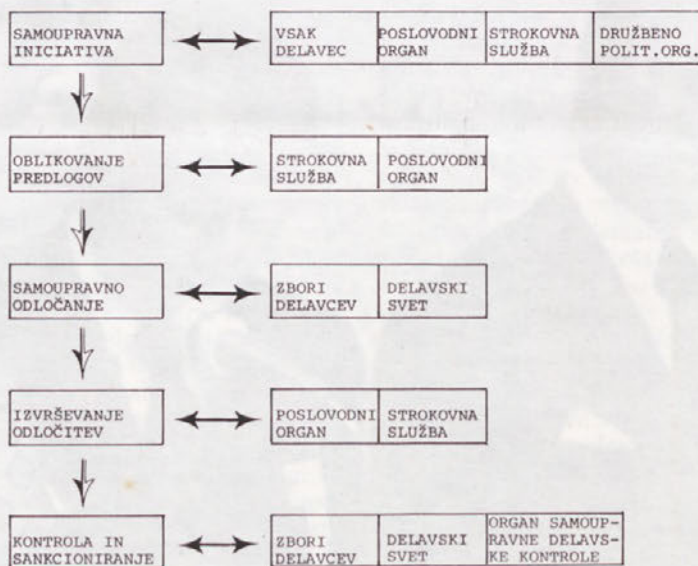 SAMOUPRAVNA
INICIATIVA
VSAK
DELAVEC
POSLOVODNI
ORGAN
STROKOVNA
SLUŽBA
DRUŽBENO
POLIT.ORG.
OBLIKOVANJE
PREDLOGOV
STROKOVNA
SLUŽBA
POSLOVODNI
ORGAN
SAMOUPRAVNO
ODLOČANJE
ZBORI
DELAVCEV
DELAVSKI
SVET
IZVRŠEVANJE
ODLOČITEV
POSLOVODNI
ORGAN
STROKOVNA
SLUŽBA
KONTROLA IN
SANKCIONIRANJE
ZBORI
DELAVCEV
DELAVSKI
SVET
ORGAN SAMOUP-
RAVNE DELAVS-
KE KONTROLE